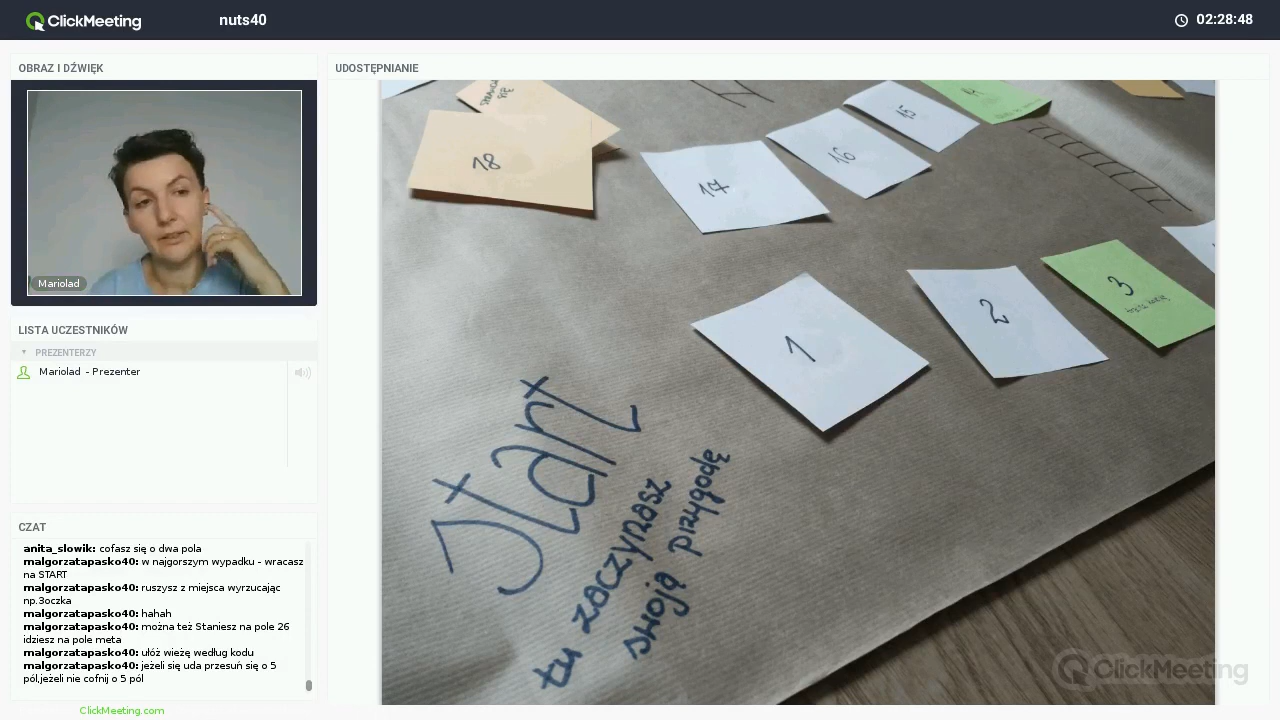 ClickMeeting
nuts40
02:28:48
OBRAZ I DŹWIĘK
Mariolad
LISTA UCZESTNIKÓW
PREZENTERZY
Mariolad - Prezenter
CZAT
anita_slowik: cofasz się o dwa pola
malgorzatapasko40: w najgorszym wypadku - wracasz
na START
malgorzatapasko40: ruszysz z miejsca wyrzucając
np.3oczka
malgorzatapasko40: hahah
malgorzatapasko40: można też Staniesz na pole 26
idziesz na pole meta
malgorzatapasko40: ułóż wieżę według kodu
malgorzatapasko40: jeżeli się uda przesuń się o 5
pól,jeżeli nie cofnij o 5 pól
ClickMeeting.com
UDOSTĘPNIANIE
18
17
16
15
1
2
3
Start
tu zaczynasz
swoją przygodę
ClickMeeting